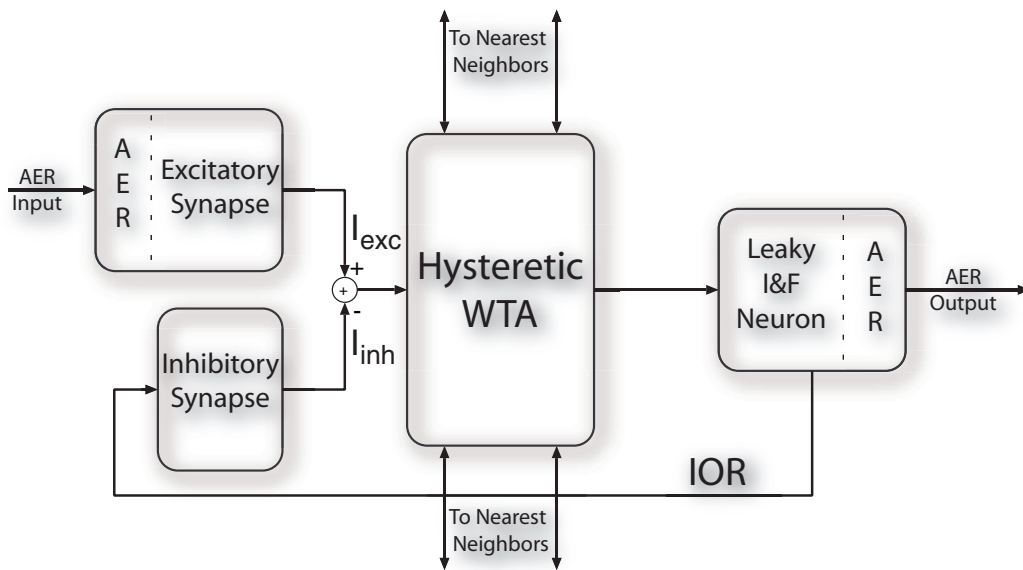 To Nearest
Neighbors
AER
Input
A
E
R
Excitatory
Synapse
I exc
+
+
-
I inh
Inhibitory
Synapse
Hysteretic
WTA
Leaky
I&F
Neuron
A
E
R
AER
Output
IOR
To Nearest
Neighbors